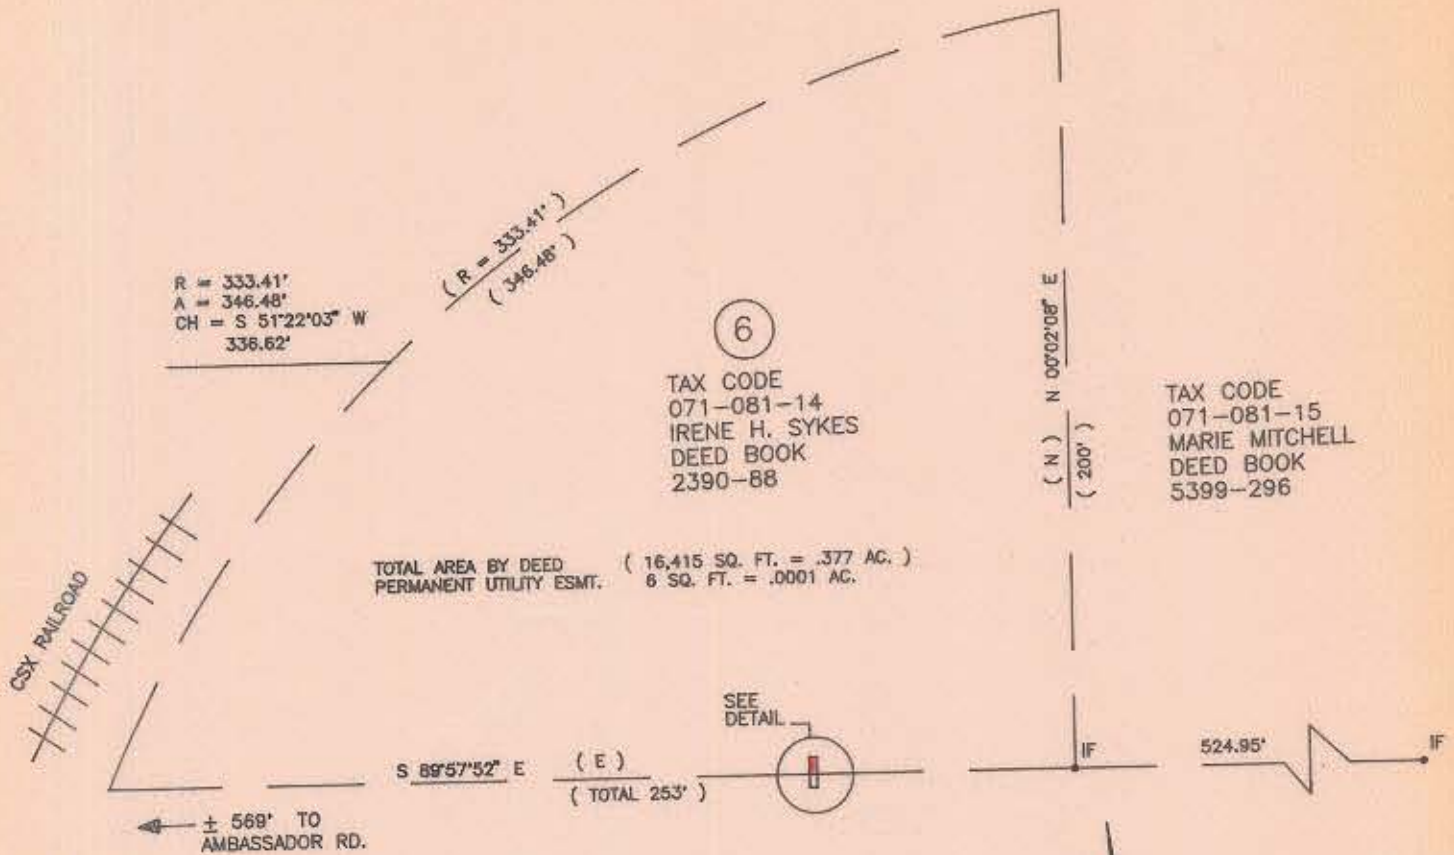 R = 333.41'
A = 346.48'
CH = S 51°22'03" W
336.62'
( R = 333.41' )
( 346.48' )
6
TAX CODE
071-081-14
IRENE H. SYKES
DEED BOOK
2390-88
N 00°02'08" E
( N )
( 200' )
TAX CODE
071-081-15
MARIE MITCHELL
DEED BOOK
5399-296
TOTAL AREA BY DEED ( 16,415 SQ. FT. = .377 AC. )
PERMANENT UTILITY ESMT. 6 SQ. FT. = .0001 AC.
CSX RAILROAD
SEE
DETAIL
S 89°57'52" E
( E )
( TOTAL 253' )
IF
524.95'
IF
± 569' TO
AMBASSADOR RD.